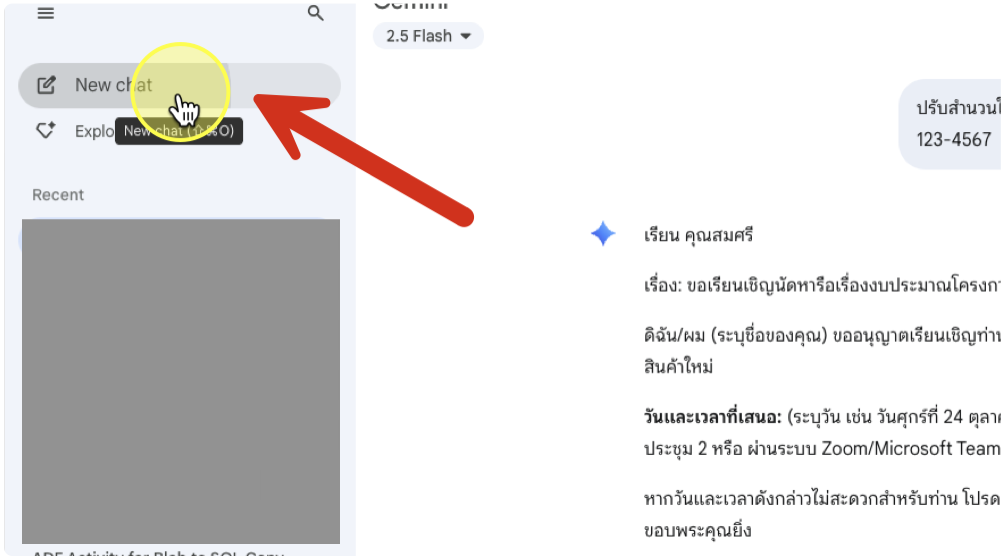 Gemini
2.5 Flash
New chat
Explo
New chat (⇧⌘O)
Recent
ADF Activity for Blob to SQL Copy
ปรับสำนวนใ
123-4567
เรียน คุณสมศรี
เรื่อง: ขอเรียนเชิญนัดหารือเรื่องงบประมาณโครงกา
ดิฉัน/ผม (ระบุชื่อของคุณ) ขออนุญาตเรียนเชิญท่าน
สินค้าใหม่
วันและเวลาที่เสนอ: (ระบุวัน เช่น วันศุกร์ที่ 24 ตุลาค
ประชุม 2 หรือ ผ่านระบบ Zoom/Microsoft Team
หากวันและเวลาดังกล่าวไม่สะดวกสำหรับท่าน โปรด
ขอบพระคุณยิ่ง